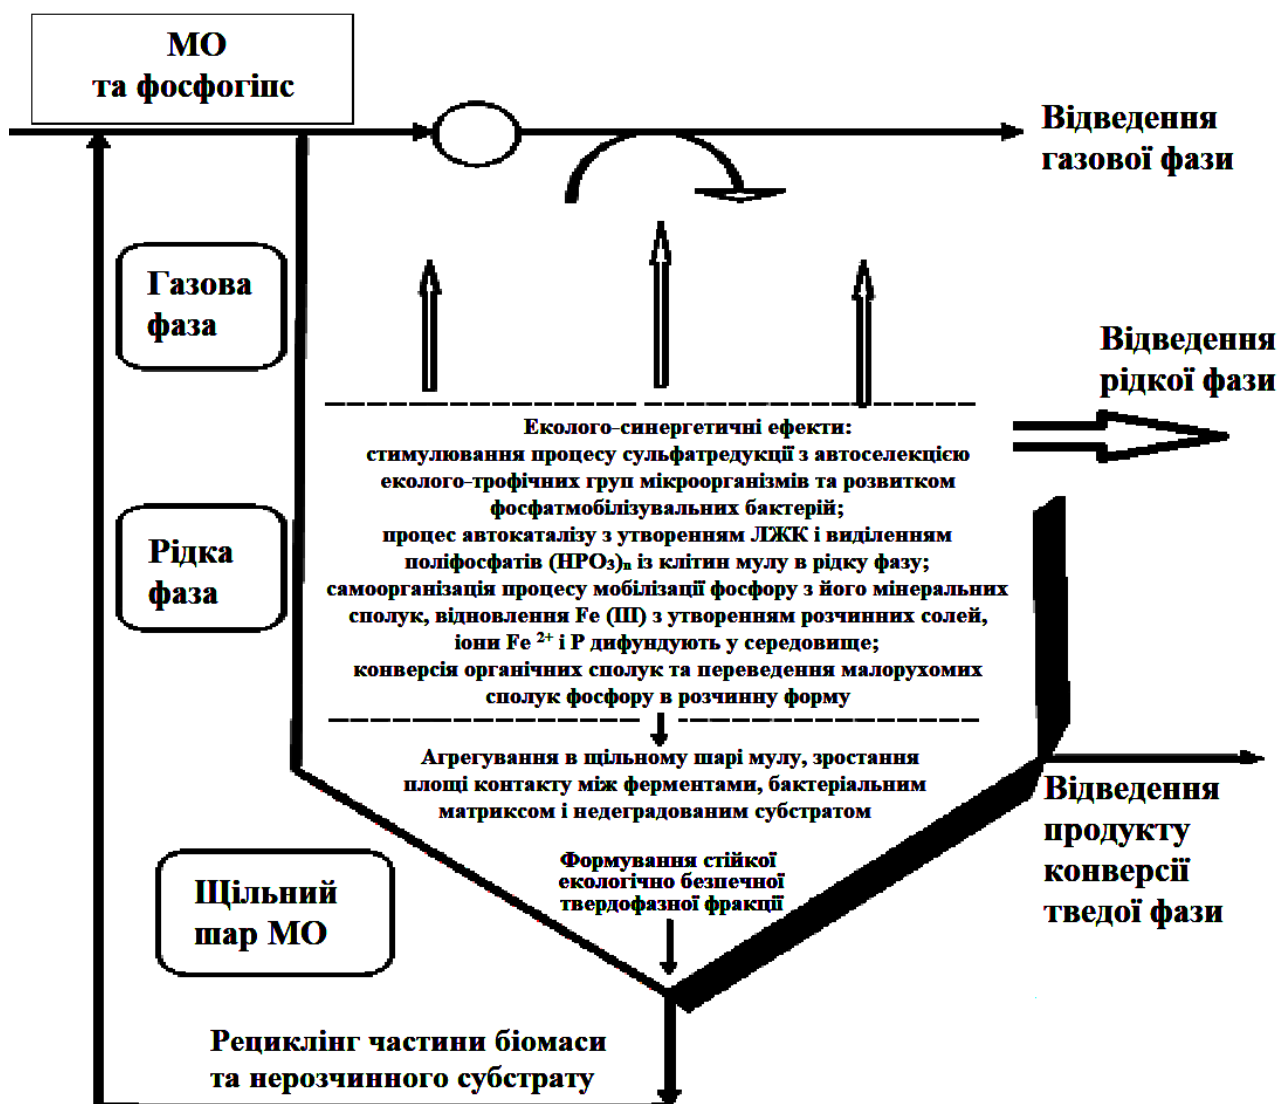 МО
та фосфогіпс
Відведення
газової фази
Газова
фаза
Відведення
рідкої фази
Еколого-синергетичні ефекти:
стимулювання процесу сульфатредукції з автоселекцією
еколого-трофічних груп мікроорганізмів та розвитком
фосфатмобілізувальних бактерій;
процес автокаталізу з утворенням ЛЖК і виділенням
поліфосфатів (HPO₃)ₙ із клітин мулу в рідку фазу;
самоорганізація процесу мобілізації фосфору з його мінеральних
сполук, відновлення Fe (III) з утворенням розчинних солей,
іони Fe ²⁺ і Р дифундують у середовище;
конверсія органічних сполук та переведення малорухомих
сполук фосфору в розчинну форму
Рідка
фаза
Агрегування в щільному шарі мулу, зростання
площі контакту між ферментами, бактеріальним
матриксом і недеградованим субстратом
Відведення
продукту
конверсії
тведої фази
Формування стійкої
екологічно безпечної
твердофазної фракції
Щільний
шар МО
Рециклінг частини біомаси
та нерозчинного субстрату